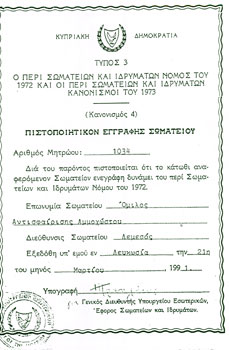 ΚΥΠΡΙΑΚΗ ΔΗΜΟΚΡΑΤΙΑ
ΤΥΠΟΣ 3
Ο ΠΕΡΙ ΣΩΜΑΤΕΙΩΝ ΚΑΙ ΙΔΡΥΜΑΤΩΝ ΝΟΜΟΣ ΤΟΥ
1972 ΚΑΙ ΟΙ ΠΕΡΙ ΣΩΜΑΤΕΙΩΝ ΚΑΙ ΙΔΡΥΜΑΤΩΝ
ΚΑΝΟΝΙΣΜΟΙ ΤΟΥ 1973
(Κανονισμός 4)
ΠΙΣΤΟΠΟΙΗΤΙΚΟΝ ΕΓΓΡΑΦΗΣ ΣΩΜΑΤΕΙΟΥ
Αριθμός Μητρώου: 1034
Διά του παρόντος πιστοποιείται ότι το κάτωθι ανα-
φερόμενον Σωματείον ενεγράφη δυνάμει του περί Σωμα-
τείων και Ιδρυμάτων Νόμου του 1972.
Επωνυμία Σωματείου Όμιλος
Αντισφαίρισης Αμμοχώστου
Διεύθυνσις Σωματείου Λεμεσός
Εξεδόθη υπ' εμού εν Λευκωσία την 21η
του μηνός Μαρτίου, 1991.
Υπογραφή
Γενικός Διευθυντής Υπουργείου Εσωτερικών,
Έφορος Σωματείων και Ιδρυμάτων.